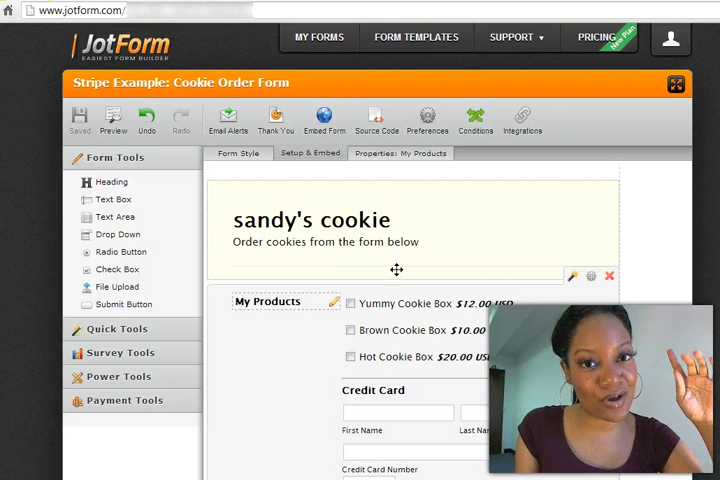 www.jotform.com/
JotForm
EASIEST FORM BUILDER
MY FORMS
FORM TEMPLATES
SUPPORT
PRICING
New Plan
Stripe Example: Cookie Order Form
Saved
Preview
Undo
Redo
Email Alerts
Thank You
Embed Form
Source Code
Preferences
Conditions
Integrations
Form Tools
Form Style
Setup & Embed
Properties: My Products
Heading
Text Box
Text Area
Drop Down
Radio Button
Check Box
File Upload
Submit Button
Quick Tools
Survey Tools
Power Tools
Payment Tools
sandy's cookie
Order cookies from the form below
My Products
Yummy Cookie Box $12.00 USD
Brown Cookie Box $10.00
Hot Cookie Box $20.00 US
Credit Card
First Name
Last Na
Credit Card Number